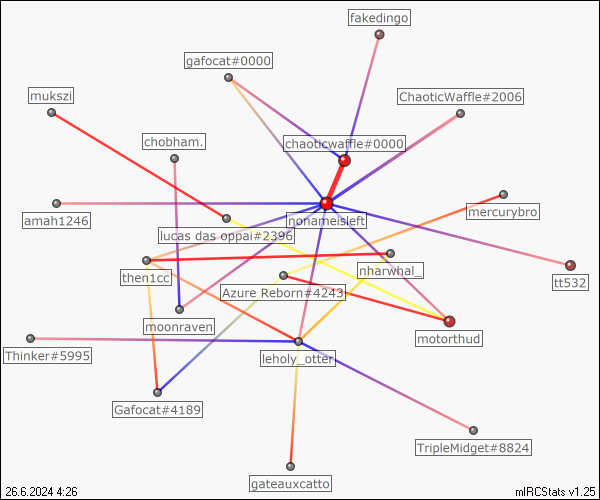 fakedingo
gafocat#0000
mukszi
ChaoticWaffle#2006
chobham.
chaoticwaffle#0000
amah1246
nonameisleft
mercurybro
lucas das oppai#2396
then1cc
nharwhal_
tt532
Azure Reborn#4243
moonraven
motorthud
Thinker#5995
leholy_otter
Gafocat#4189
TripleMidget#8824
gateauxcatto
26.6.2024 4:26
mIRCStats v1.25